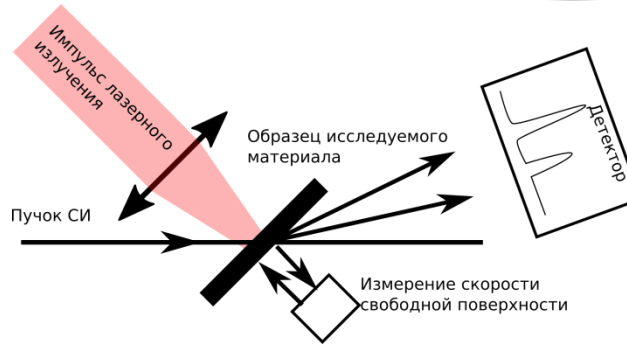 Импульс лазерного
излучения
Образец исследуемого
материала
Детектор
Пучок СИ
Измерение скорости
свободной поверхности